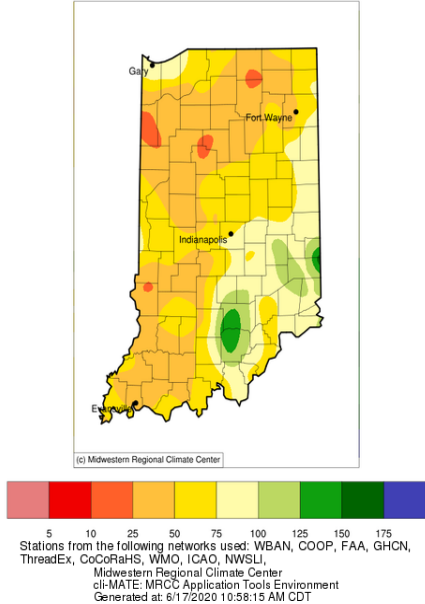 Gary
Fort Wayne
Indianapolis
Evansville
(c) Midwestern Regional Climate Center
5 10 25 50 75 100 125 150 175
Stations from the following networks used: WBAN, COOP, FAA, GHCN,
ThreadEx, CoCoRaHS, WMO, ICAO, NWSLI,
Midwestern Regional Climate Center
cli-MATE: MRCC Application Tools Environment
Generated at: 6/17/2020 10:58:15 AM CDT